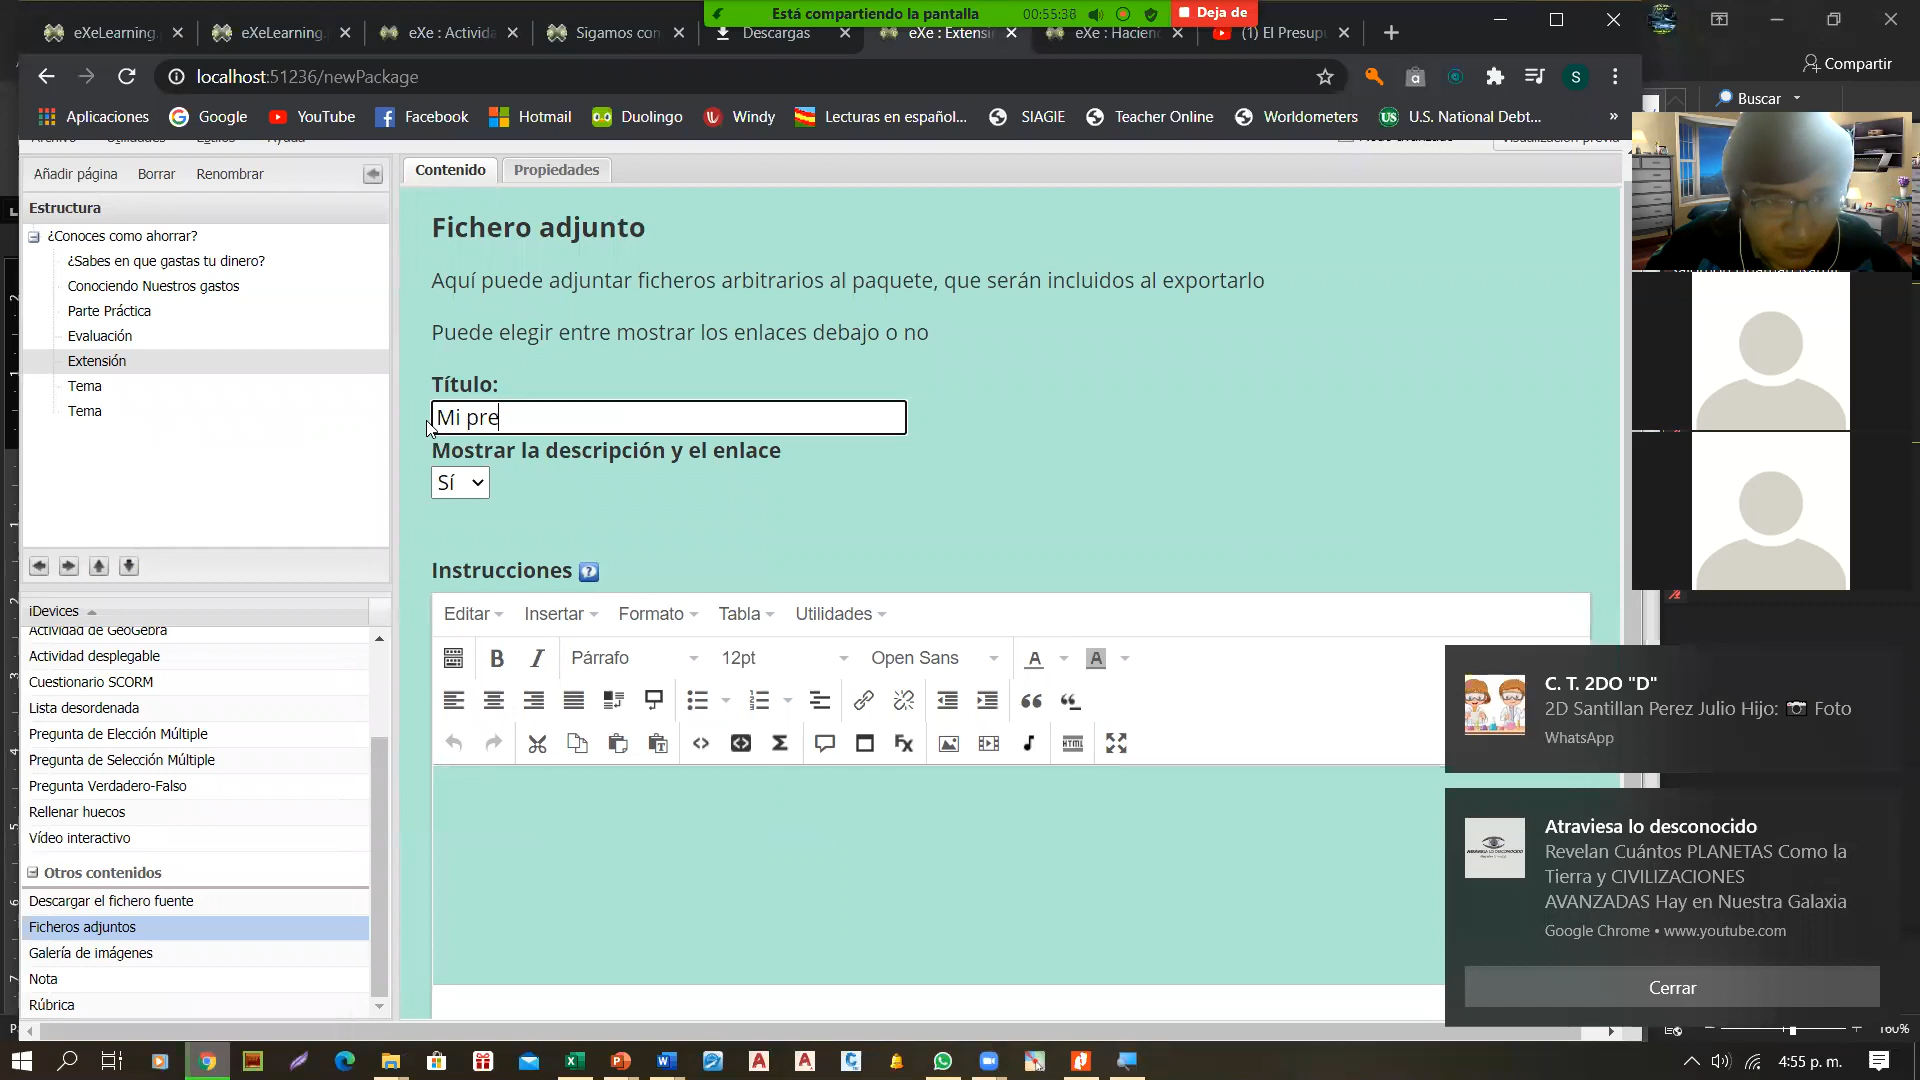 Está compartiendo la pantalla 00:55:38 Deja de
eXeLearning. eXeLearning. eXe : Activida Sigamos con Descargas eXe : Extensi eXe : Hacien (1) El Presup
localhost:51236/newPackage
S
Compartir
Aplicaciones Google YouTube Facebook Hotmail Duolingo Windy Lecturas en español... SIAGIE Teacher Online Worldometers U.S. National Debt... »
Buscar
Archivo Utilidades Estilos Ayuda
Añadir página Borrar Renombrar
Contenido Propiedades
Estructura
¿Conoces como ahorrar?
¿Sabes en que gastas tu dinero?
Conociendo Nuestros gastos
Parte Práctica
Evaluación
Extensión
Tema
Tema
Fichero adjunto
Aquí puede adjuntar ficheros arbitrarios al paquete, que serán incluidos al exportarlo
Puede elegir entre mostrar los enlaces debajo o no
Título:
Mi pre
Mostrar la descripción y el enlace
Sí
Instrucciones
Editar Insertar Formato Tabla Utilidades
B I Párrafo 12pt Open Sans A A
HTML
iDevices
Actividad de GeoGebra
Actividad desplegable
Cuestionario SCORM
Lista desordenada
Pregunta de Elección Múltiple
Pregunta de Selección Múltiple
Pregunta Verdadero-Falso
Rellenar huecos
Vídeo interactivo
Otros contenidos
Descargar el fichero fuente
Ficheros adjuntos
Galería de imágenes
Nota
Rúbrica
C. T. 2DO "D"
2D Santillan Perez Julio Hijo: Foto
WhatsApp
Atraviesa lo desconocido
Revelan Cuántos PLANETAS Como la
Tierra y CIVILIZACIONES
AVANZADAS Hay en Nuestra Galaxia
Google Chrome • www.youtube.com
Cerrar
160%
4:55 p. m.